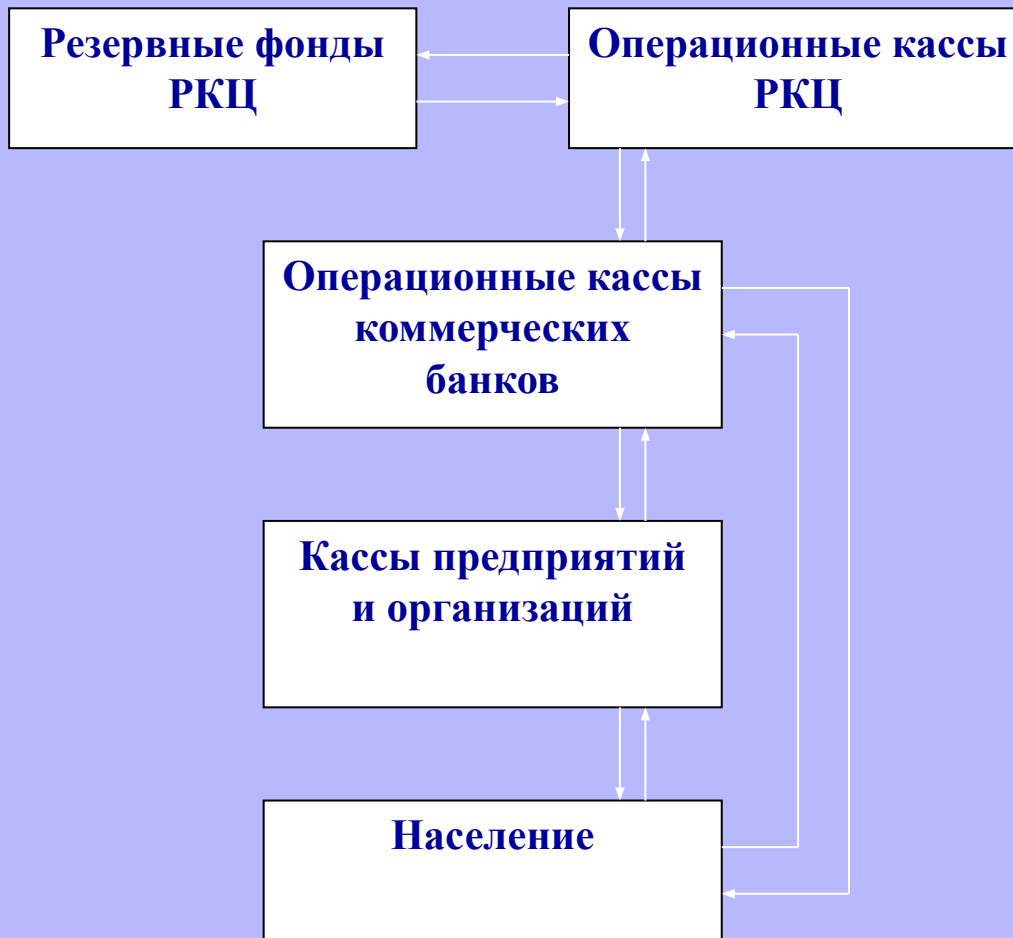 Резервные фонды
РКЦ
Операционные кассы
РКЦ
Операционные кассы
коммерческих
банков
Кассы предприятий
и организаций
Население